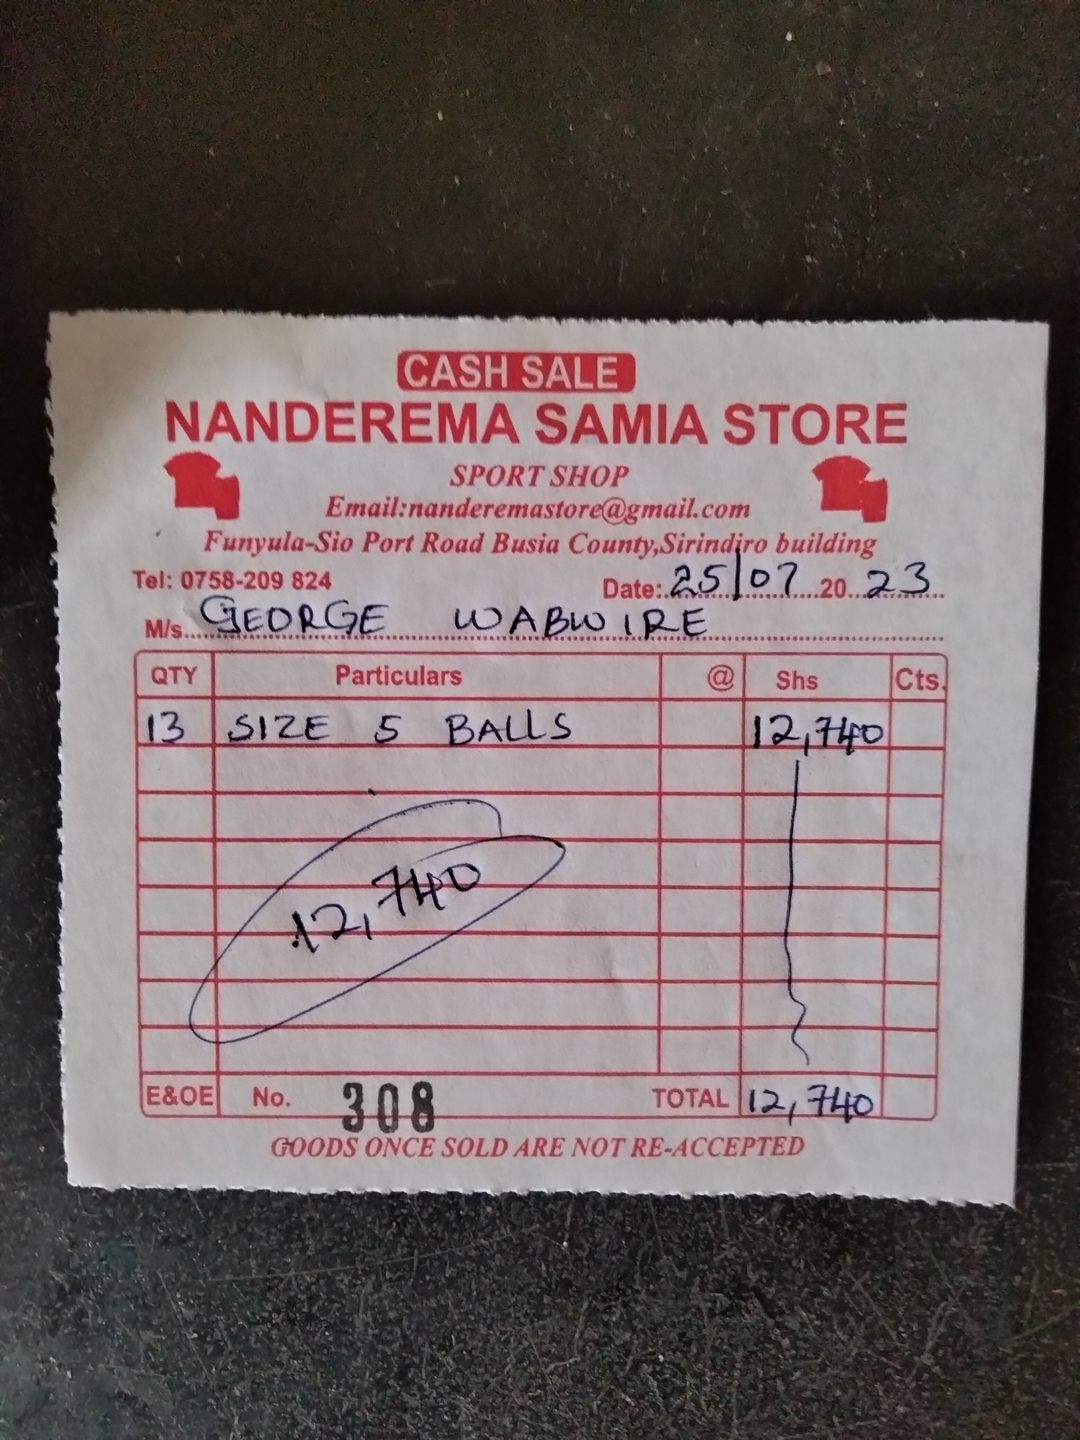 CASH SALE
NANDEREMA SAMIA STORE
SPORT SHOP
Email:nanderemastore@gmail.com
Funyula-Sio Port Road Busia County,Sirindiro building
Tel: 0758-209 824 Date: 25/07 20 23
M/s. GEORGE WABWIRE
QTY Particulars @ Shs Cts.
13 SIZE 5 BALLS 12,740
12,740
E&OE No. 308 TOTAL 12,740
GOODS ONCE SOLD ARE NOT RE-ACCEPTED